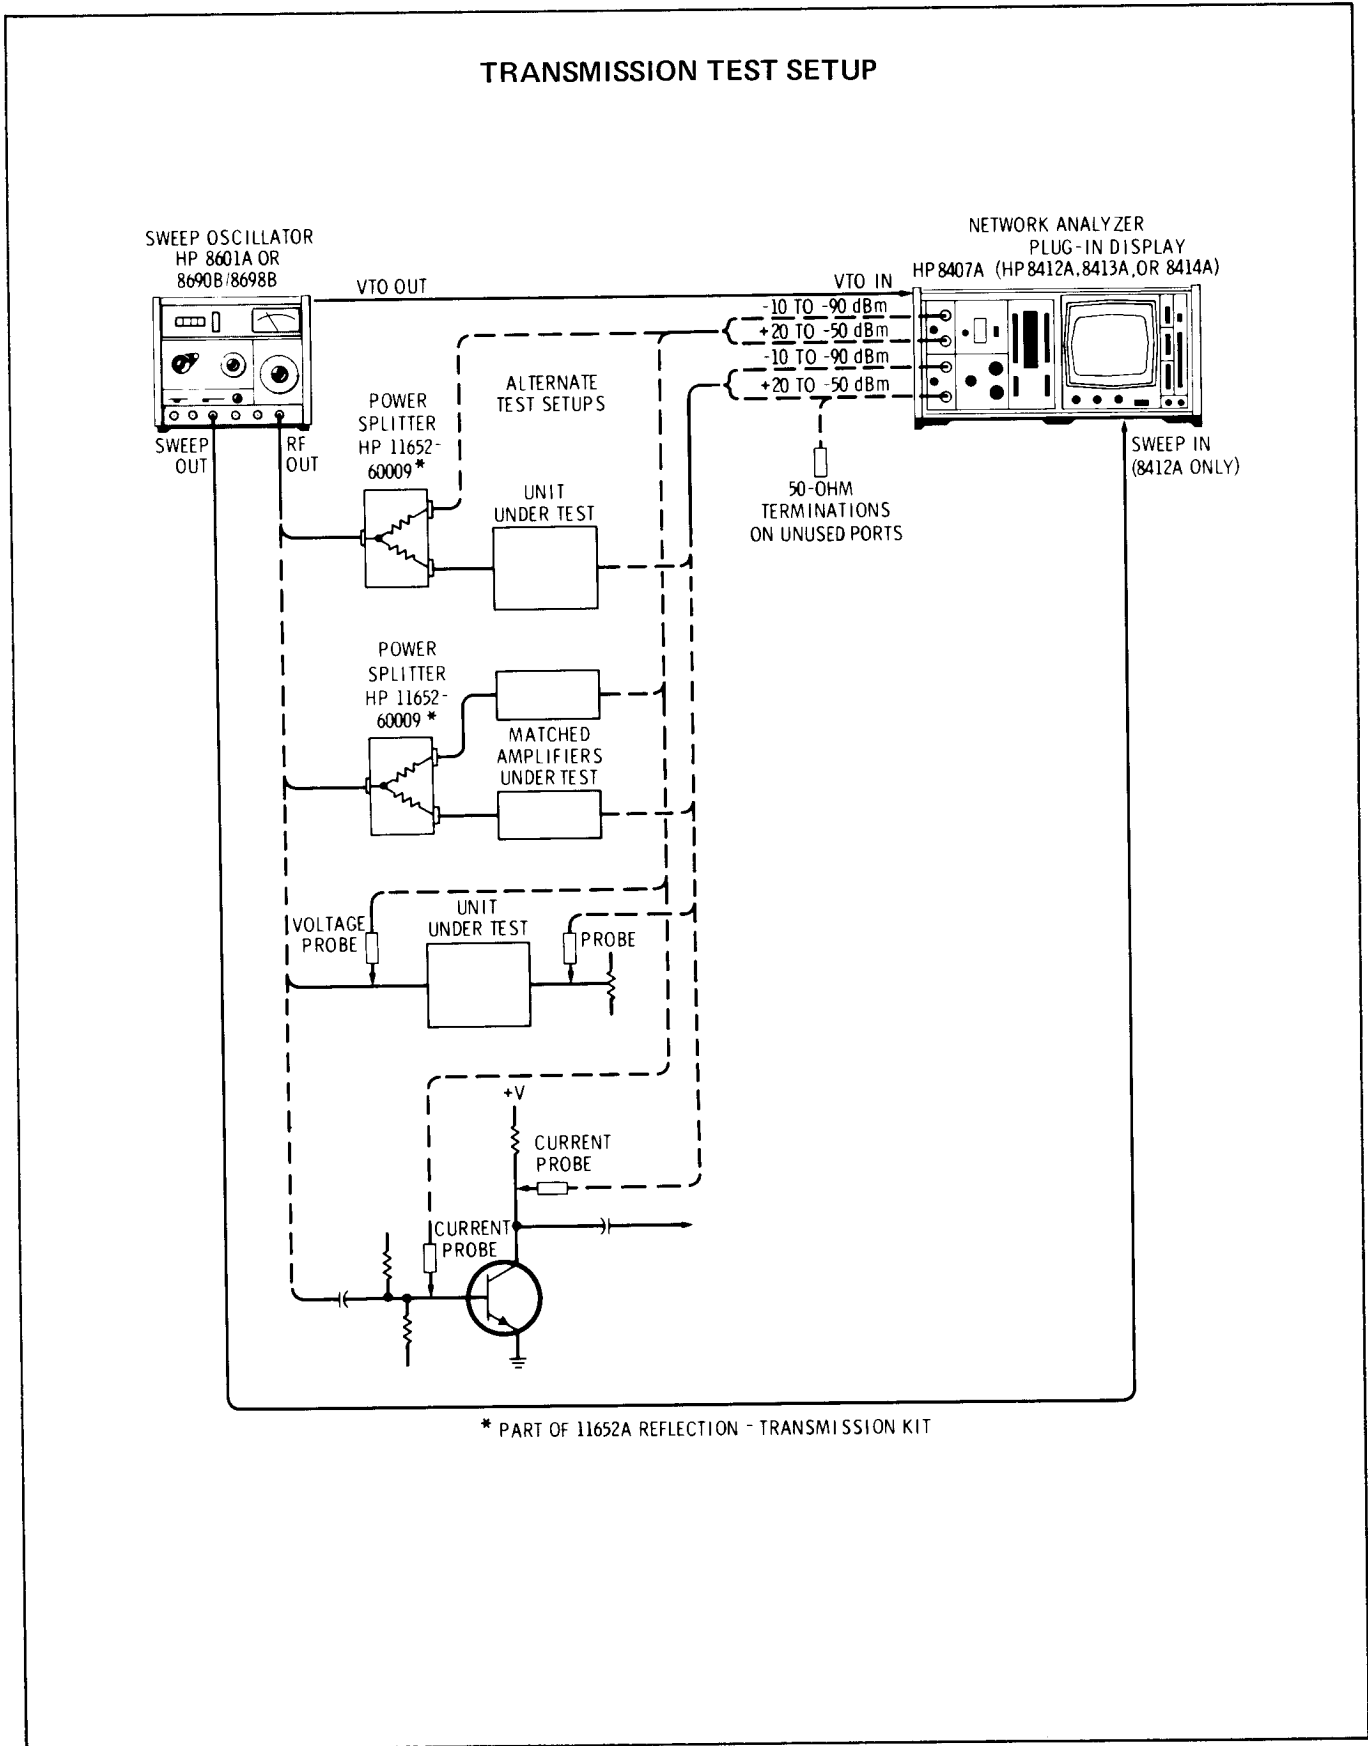 TRANSMISSION TEST SETUP
SWEEP OSCILLATOR
HP 8601A OR
8690B/8698B
VTO OUT
NETWORK ANALYZER
PLUG-IN DISPLAY
HP8407A (HP8412A,8413A,OR 8414A)
VTO IN
-10 TO -90 dBm
+20 TO -50 dBm
-10 TO -90 dBm
+20 TO -50 dBm
SWEEP
OUT
RF
OUT
POWER
SPLITTER
HP 11652-
60009*
ALTERNATE
TEST SETUPS
SWEEP IN
(8412A ONLY)
50-OHM
TERMINATIONS
ON UNUSED PORTS
UNIT
UNDER TEST
POWER
SPLITTER
HP 11652-
60009*
MATCHED
AMPLIFIERS
UNDER TEST
VOLTAGE
PROBE
UNIT
UNDER TEST
PROBE
+V
CURRENT
PROBE
CURRENT
PROBE
* PART OF 11652A REFLECTION - TRANSMISSION KIT